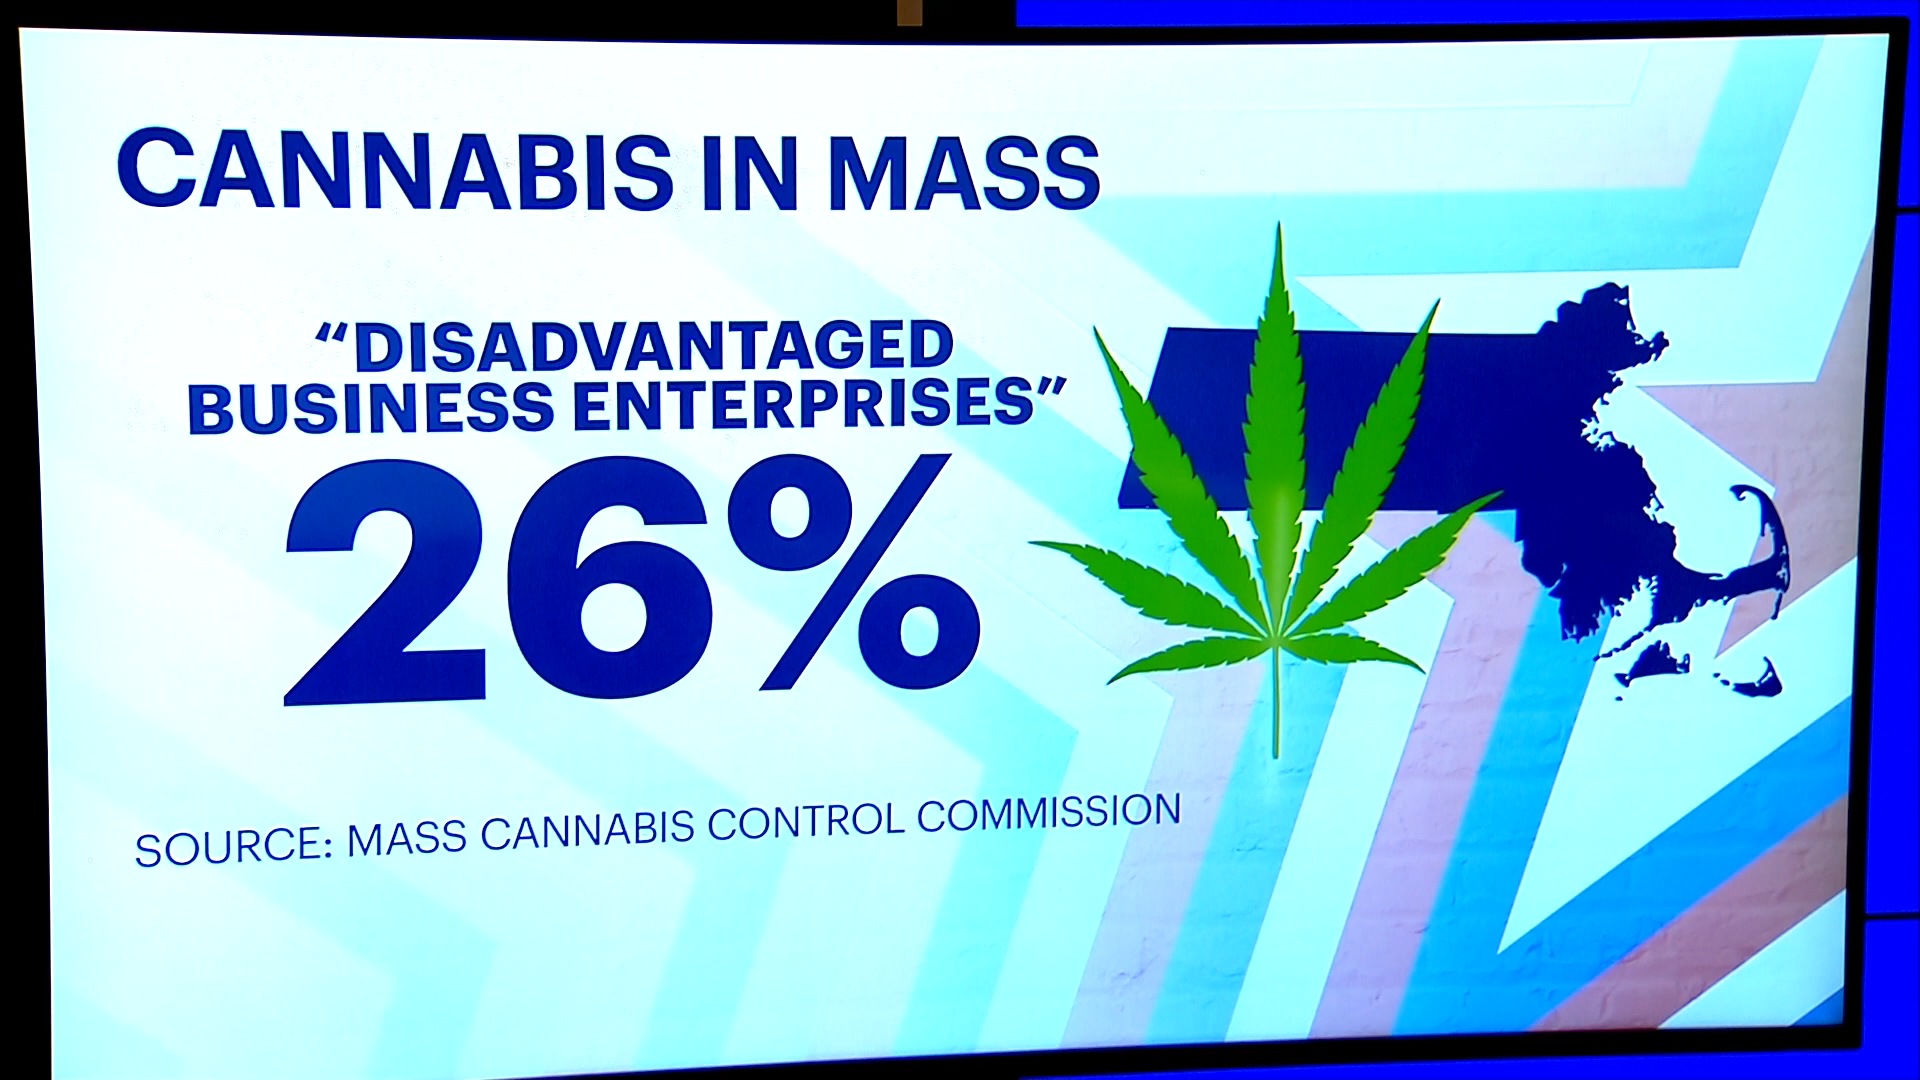 CANNABIS IN MASS
“DISADVANTAGED
BUSINESS ENTERPRISES”
26%
SOURCE: MASS CANNABIS CONTROL COMMISSION